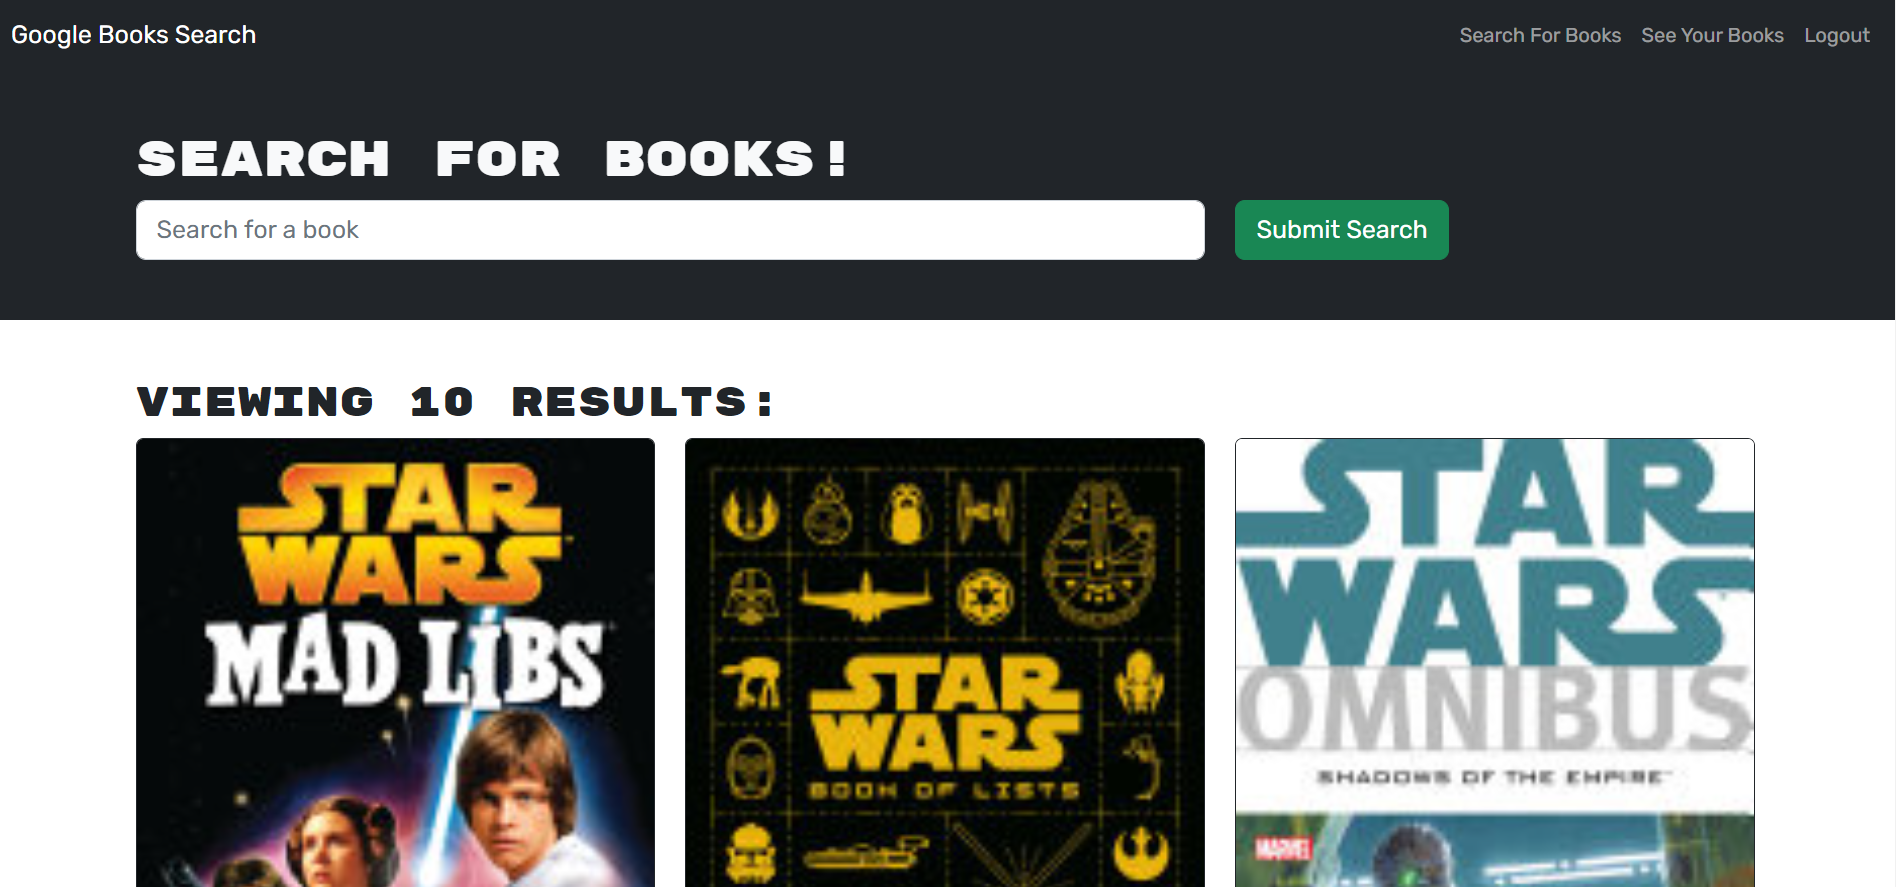 Google Books Search
Search For Books
See Your Books
Logout
SEARCH FOR BOOKS!
Search for a book
Submit Search
VIEWING 10 RESULTS:
STAR
WARS
MAD LIBS
STAR
WARS
BOOK OF LISTS
STAR
WARS
OMNIBUS
SHADOWS OF THE EMPIRE
MARVEL